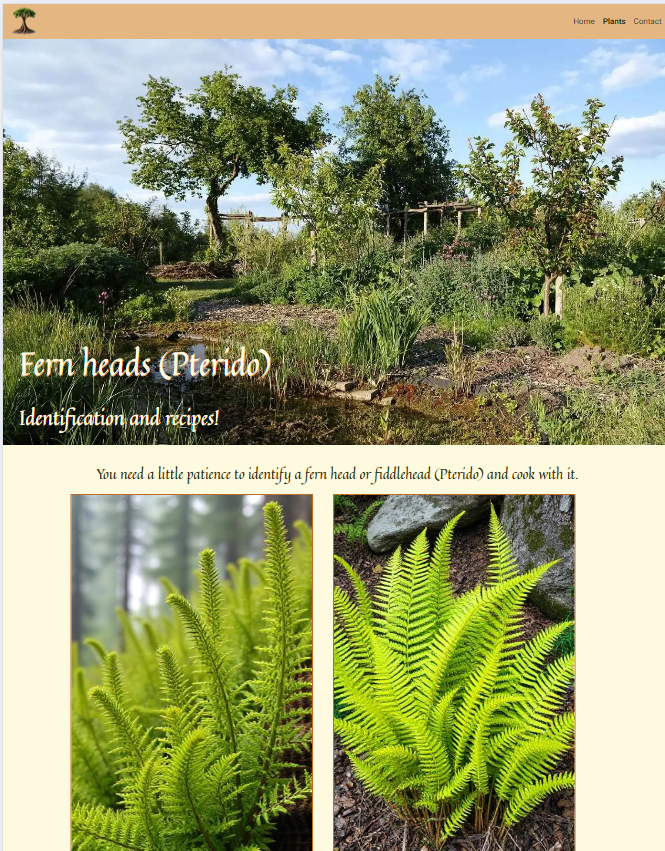 Home Plants Contact
Fern heads (Pterido)
Identification and recipes!
You need a little patience to identify a fern head or fiddlehead (Pterido) and cook with it.